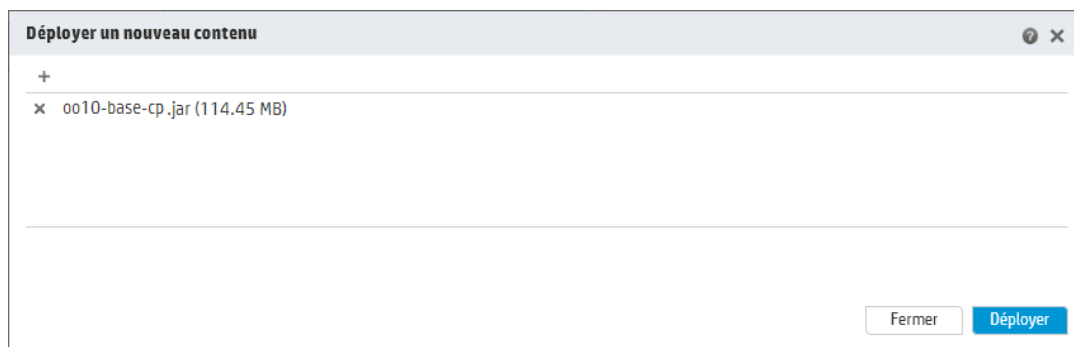 Déployer un nouveau contenu
oo10-base-cp.jar (114.45 MB)
Fermer
Déployer